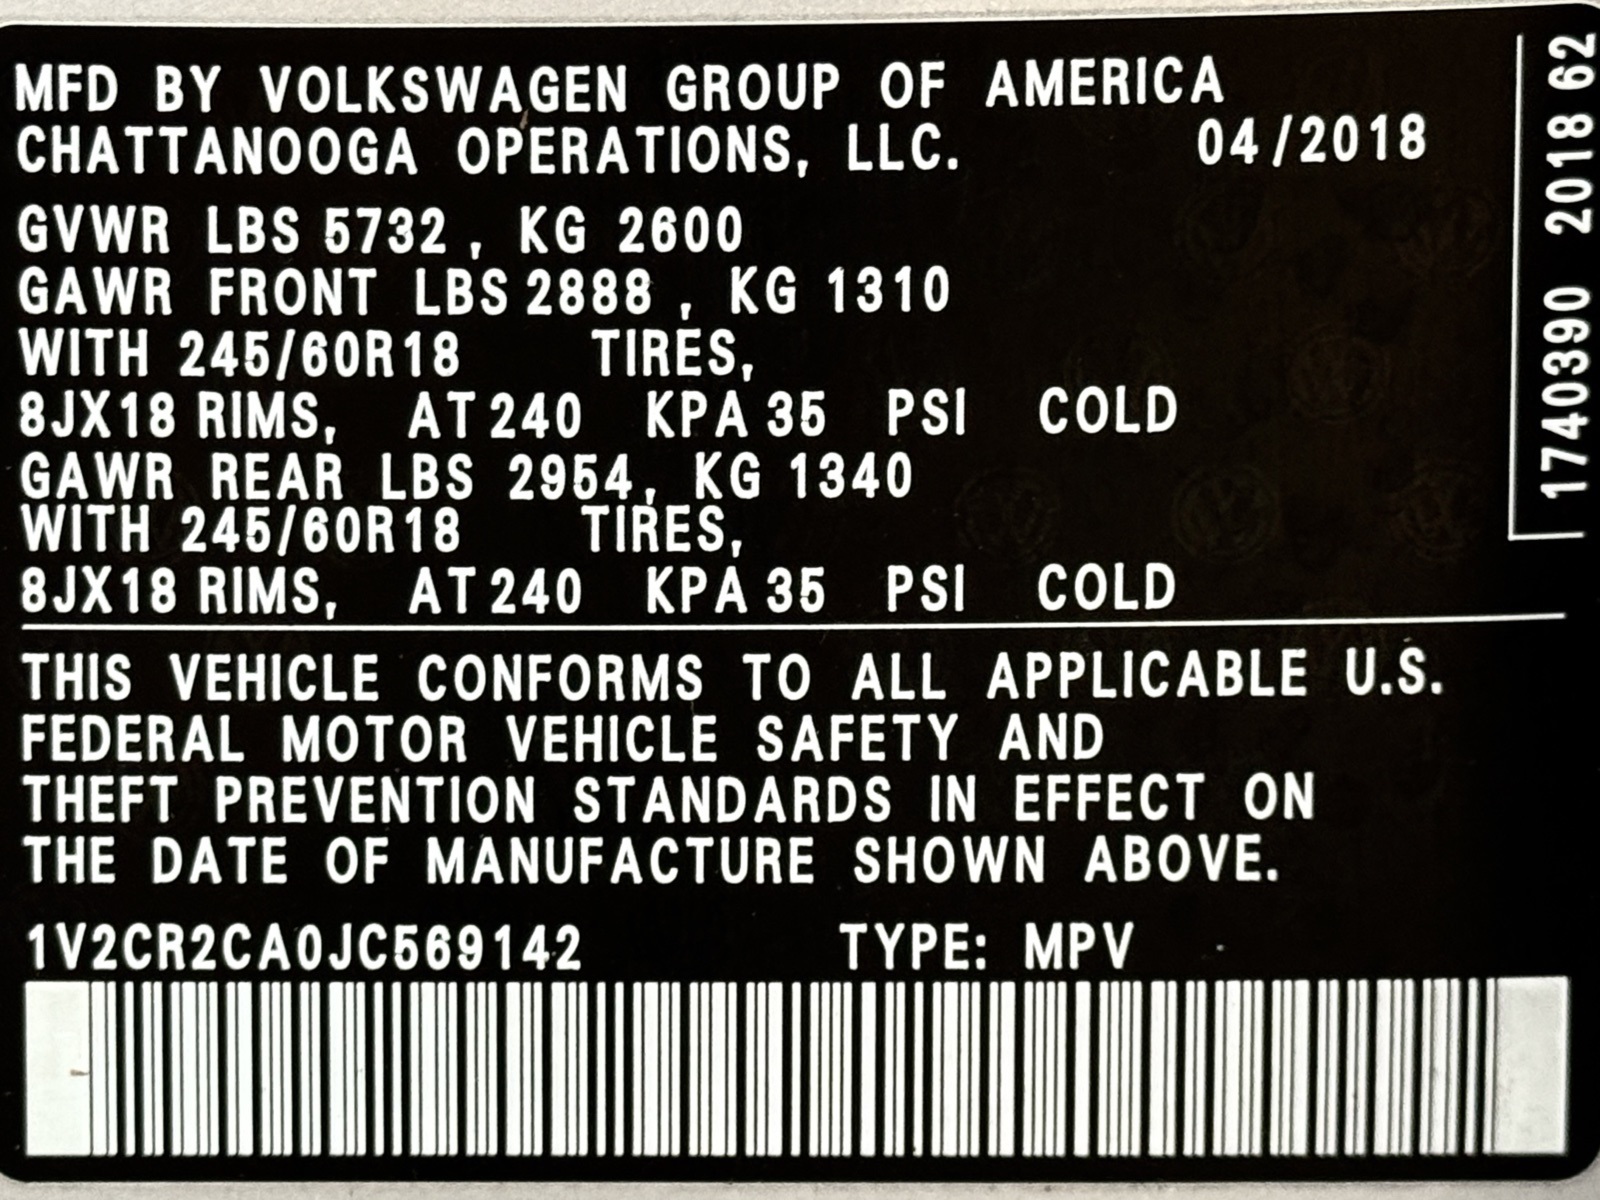 MFD BY VOLKSWAGEN GROUP OF AMERICA
CHATTANOOGA OPERATIONS, LLC. 04/2018
GVWR LBS 5732, KG 2600
GAWR FRONT LBS 2888, KG 1310
WITH 245/60R18 TIRES,
8JX18 RIMS, AT 240 KPA 35 PSI COLD
GAWR REAR LBS 2954, KG 1340
WITH 245/60R18 TIRES,
8JX18 RIMS, AT 240 KPA 35 PSI COLD
THIS VEHICLE CONFORMS TO ALL APPLICABLE U.S.
FEDERAL MOTOR VEHICLE SAFETY AND
THEFT PREVENTION STANDARDS IN EFFECT ON
THE DATE OF MANUFACTURE SHOWN ABOVE.
1V2CR2CA0JC569142 TYPE: MPV
1740390 2018 62